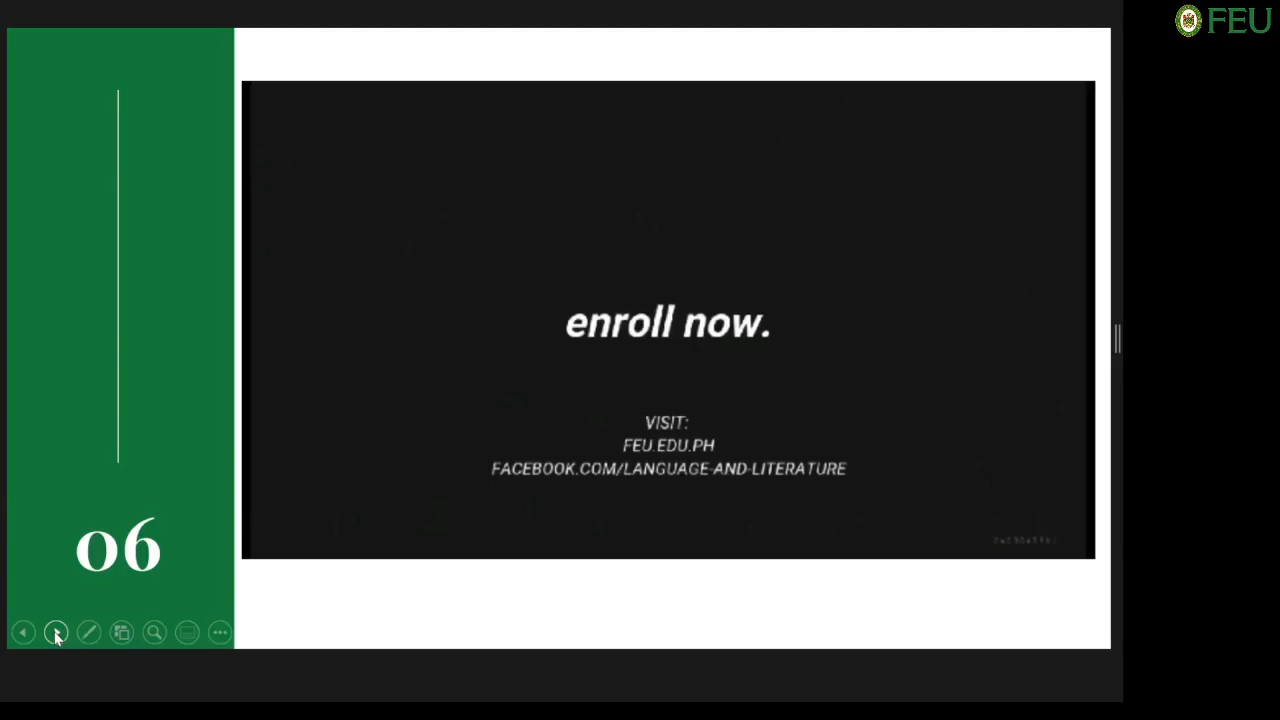 FEU
enroll now.
VISIT:
FEU.EDU.PH
FACEBOOK.COM/LANGUAGE-AND-LITERATURE
06